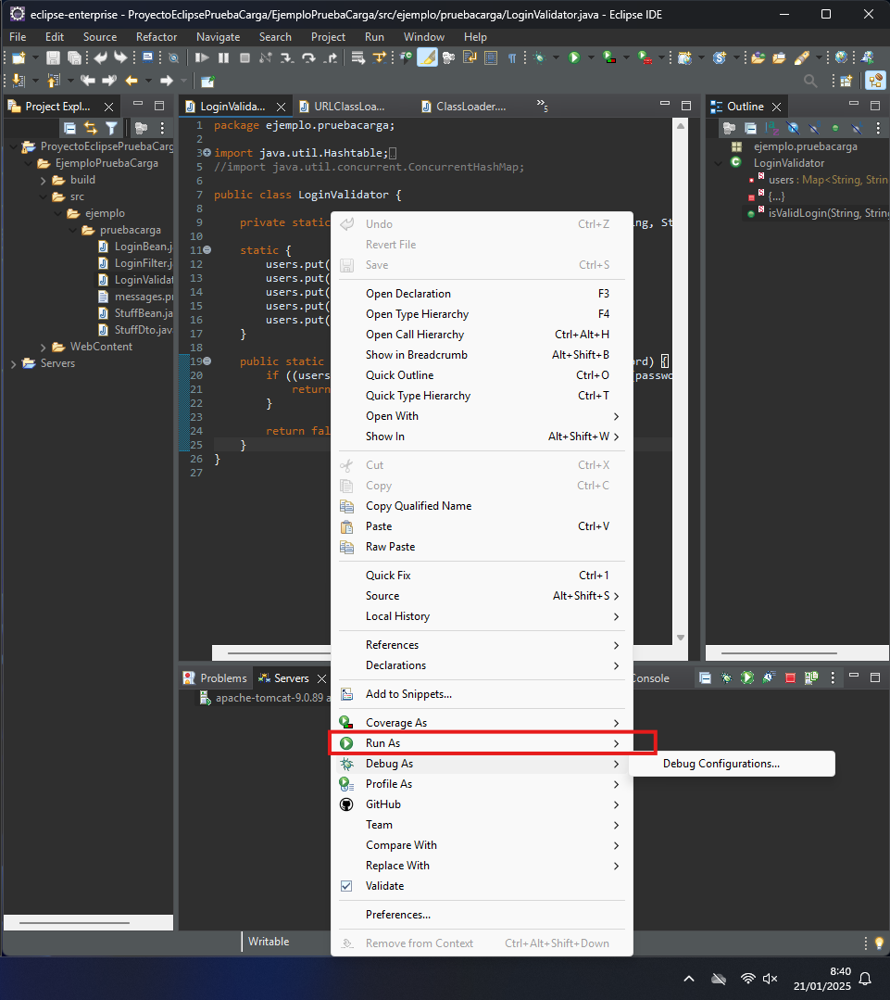 eclipse-enterprise - ProyectoEclipsePruebaCarga/EjemploPruebaCarga/src/ejemplo/pruebacarga/LoginValidator.java - Eclipse IDE
File Edit Source Refactor Navigate Search Project Run Window Help
Project Expl...
LoginValida... URLClassLoa... ClassLoader.... »5
Outline
ProyectoEclipsePruebaCarg
EjemploPruebaCarga
build
src
ejemplo
pruebacarga
LoginBean.j
LoginFilter.j
LoginValidat
messages.pr
StuffBean.ja
StuffDto.java
WebContent
Servers
1 package ejemplo.pruebacarga;
2
3 import java.util.Hashtable;
5 //import java.util.concurrent.ConcurrentHashMap;
6
7 public class LoginValidator {
8
9 private static ing, St
10
11 static {
12 users.put(
13 users.put(
14 users.put(
15 users.put(
16 users.put(
17 }
18
19 public static ord) {
20 if ((users (passwo
21 return
22 }
23
24 return fal
25 }
26 }
27
ejemplo.pruebacarga
LoginValidator
users : Map<String, Strin
{...}
isValidLogin(String, String
Undo Ctrl+Z
Revert File
Save Ctrl+S
Open Declaration F3
Open Type Hierarchy F4
Open Call Hierarchy Ctrl+Alt+H
Show in Breadcrumb Alt+Shift+B
Quick Outline Ctrl+O
Quick Type Hierarchy Ctrl+T
Open With
Show In Alt+Shift+W
Cut Ctrl+X
Copy Ctrl+C
Copy Qualified Name
Paste Ctrl+V
Raw Paste
Quick Fix Ctrl+1
Source Alt+Shift+S
Local History
References
Declarations
Add to Snippets...
Coverage As
Run As
Debug As
Profile As
GitHub
Team
Compare With
Replace With
Validate
Preferences...
Remove from Context Ctrl+Alt+Shift+Down
Debug Configurations...
Problems Servers Console
apache-tomcat-9.0.89 a
Writable
8:40
21/01/2025